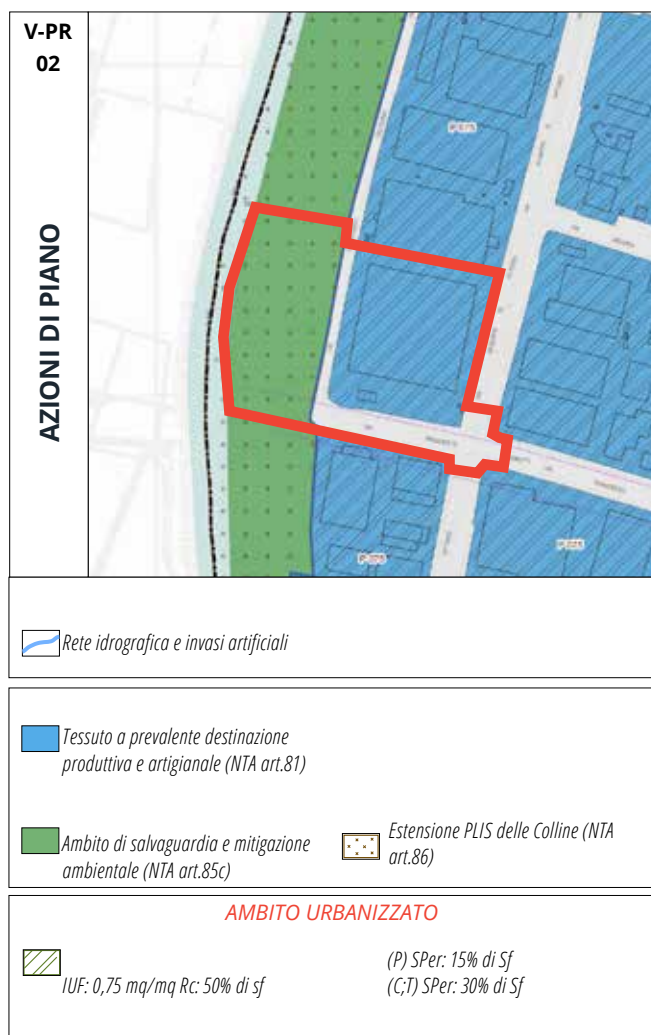 V-PR
02
AZIONI DI PIANO
Rete idrografica e invasi artificiali
Tessuto a prevalente destinazione
produttiva e artigianale (NTA art.81)
Ambito di salvaguardia e mitigazione
ambientale (NTA art.85c)
Estensione PLIS delle Colline (NTA
art.86)
AMBITO URBANIZZATO
IUF: 0,75 mq/mq Rc: 50% di sf
(P) SPer: 15% di Sf
(C;T) SPer: 30% di Sf